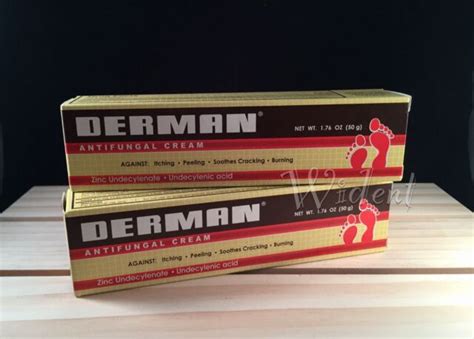 DERMAN®
NET WT. 1.76 OZ (50 g)
ANTIFUNGAL CREAM
AGAINST: Itching • Peeling • Soothes Cracking • Burning
Zinc Undecylenate • Undecylenic acid
Wident
DERMAN®
NET WT. 1.76 OZ (50 g)
ANTIFUNGAL CREAM
AGAINST: Itching • Peeling • Soothes Cracking • Burning
Zinc Undecylenate • Undecylenic acid